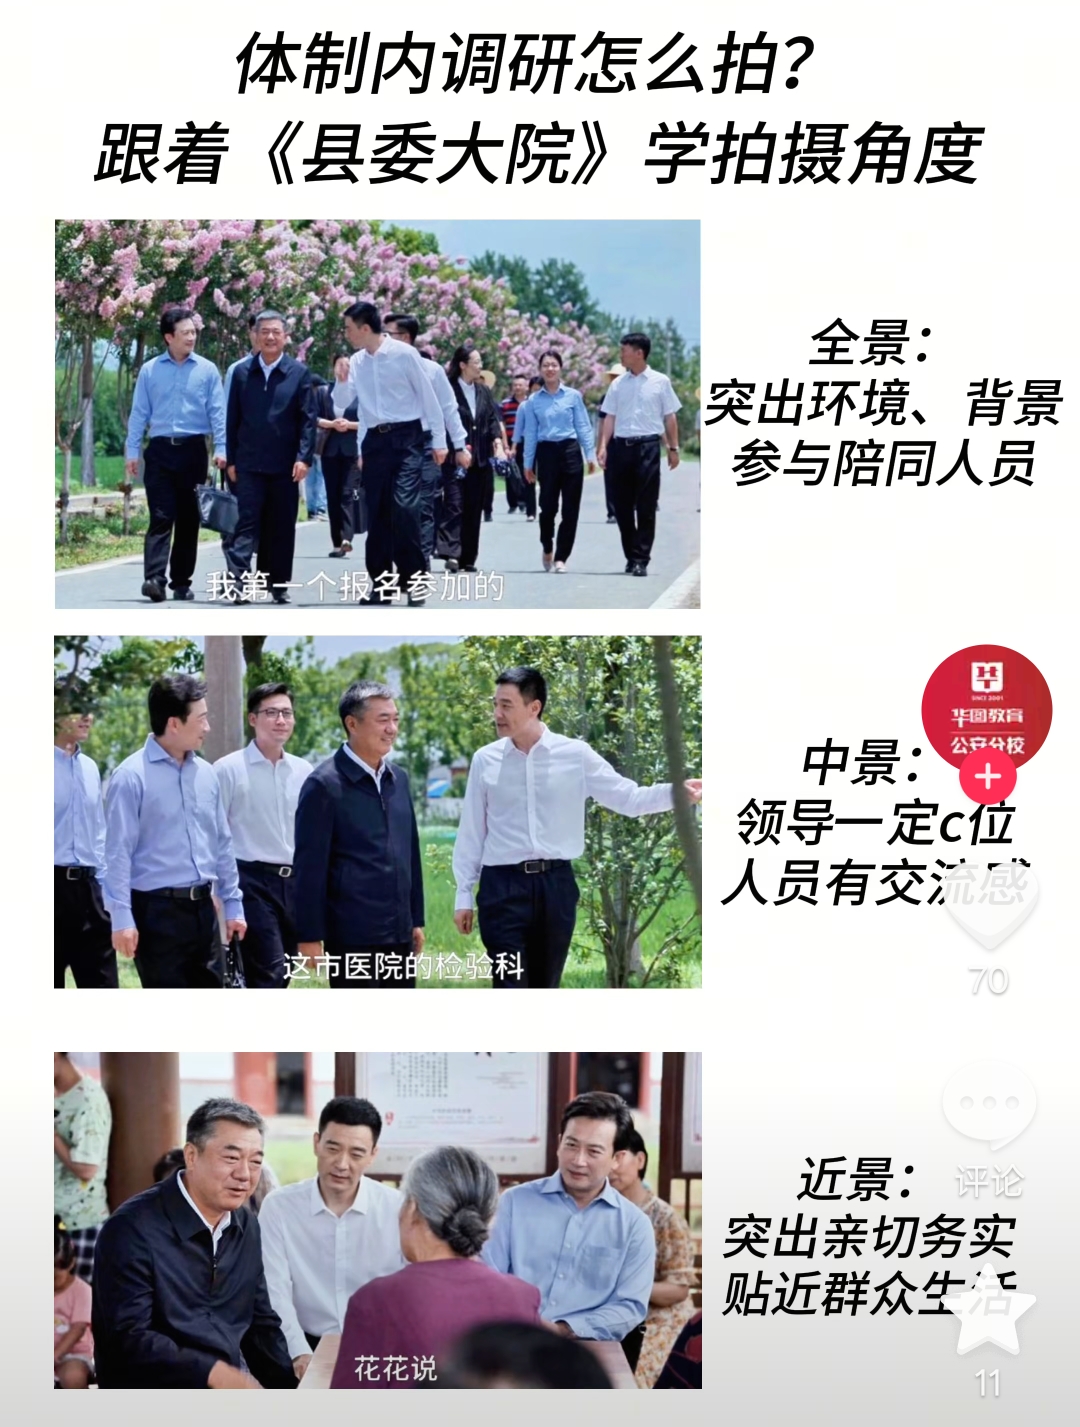 体制内调研怎么拍？
跟着《县委大院》学拍摄角度
全景：
突出环境、背景
参与陪同人员
我第一个报名参加的
SINCE 2001
华图教育
公安分校
中景：
领导一定c位
人员有交流感
这市医院的检验科
70
评论
近景：
突出亲切务实
贴近群众生活
花花说
11